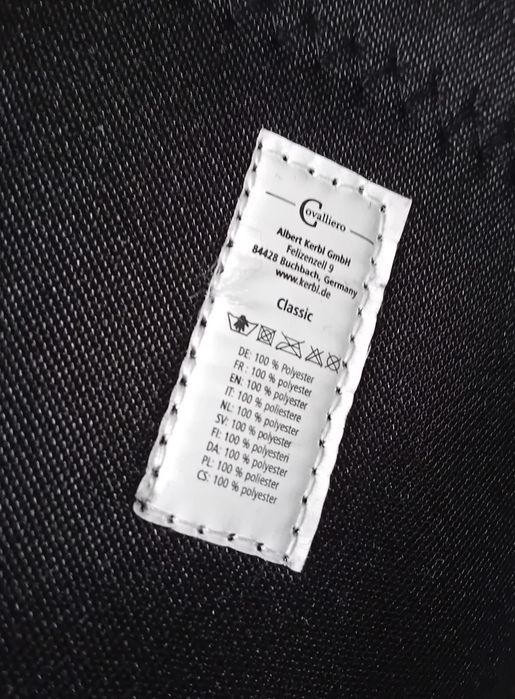 Covalliero
Albert Kerbl GmbH
Felizenzell 9
84428 Buchbach, Germany
www.kerbl.de
Classic
DE: 100 % Polyester
FR : 100 % polyester
EN: 100 % polyester
IT: 100 % poliestere
NL: 100 % polyester
SV: 100 % polyester
FI: 100 % polyesteri
DA: 100 % polyester
PL: 100 % poliester
CS: 100 % polyester